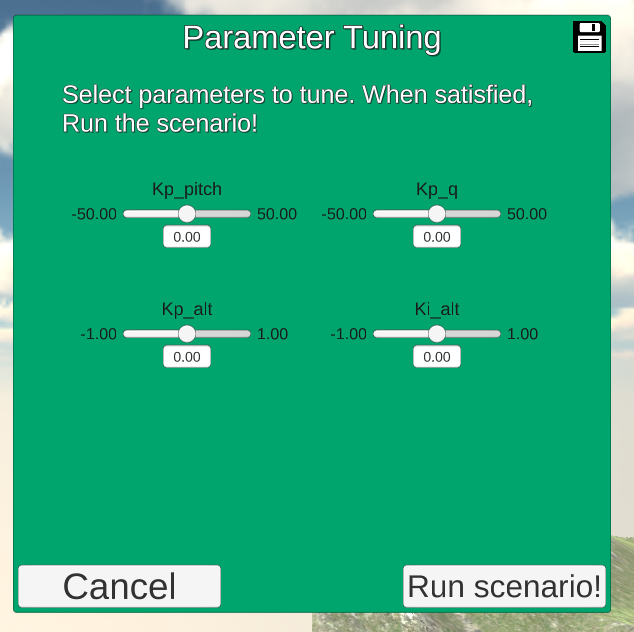 Parameter Tuning
Select parameters to tune. When satisfied,
Run the scenario!
Kp_pitch
-50.00 50.00
0.00
Kp_q
-50.00 50.00
0.00
Kp_alt
-1.00 1.00
0.00
Ki_alt
-1.00 1.00
0.00
Cancel
Run scenario!